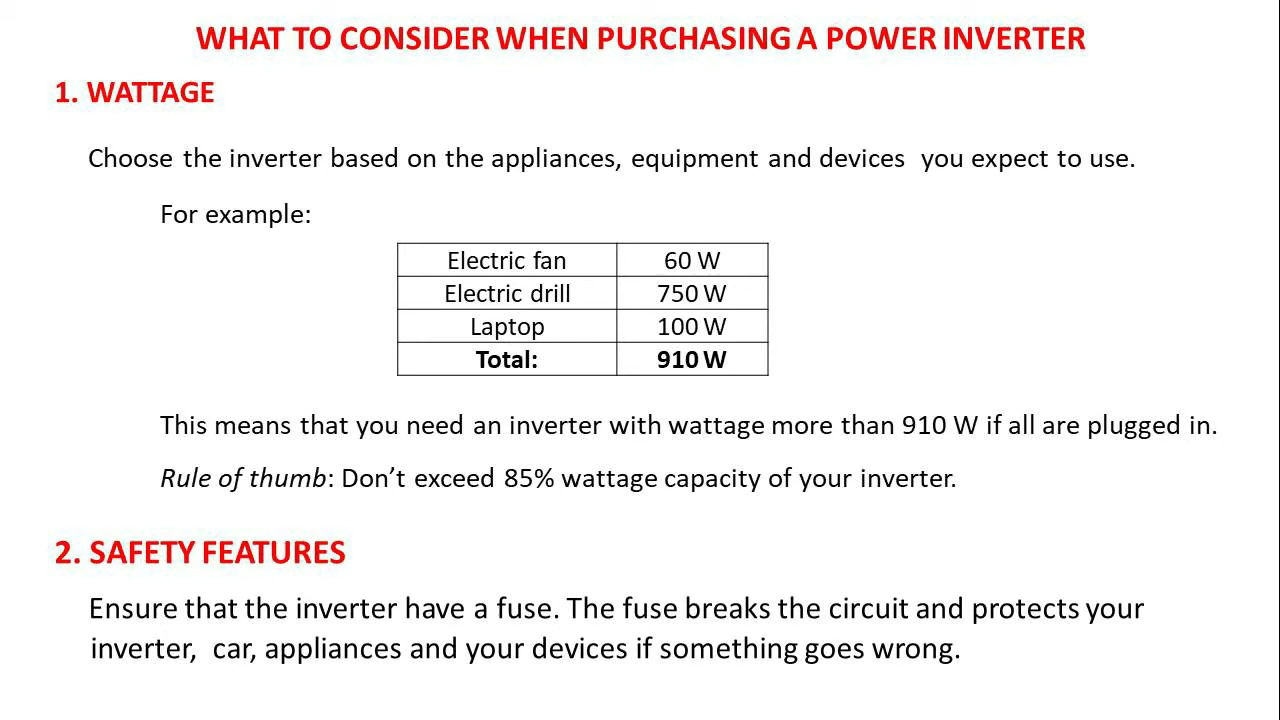 WHAT TO CONSIDER WHEN PURCHASING A POWER INVERTER
1. WATTAGE
Choose the inverter based on the appliances, equipment and devices you expect to use.
For example:
Electric fan 60 W
Electric drill 750 W
Laptop 100 W
Total: 910 W
This means that you need an inverter with wattage more than 910 W if all are plugged in.
Rule of thumb: Don’t exceed 85% wattage capacity of your inverter.
2. SAFETY FEATURES
Ensure that the inverter have a fuse. The fuse breaks the circuit and protects your
inverter, car, appliances and your devices if something goes wrong.